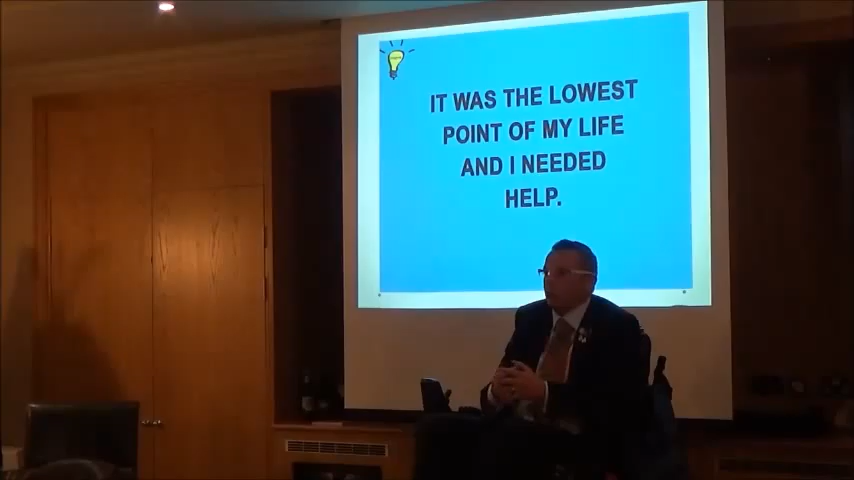 IT WAS THE LOWEST
POINT OF MY LIFE
AND I NEEDED
HELP.